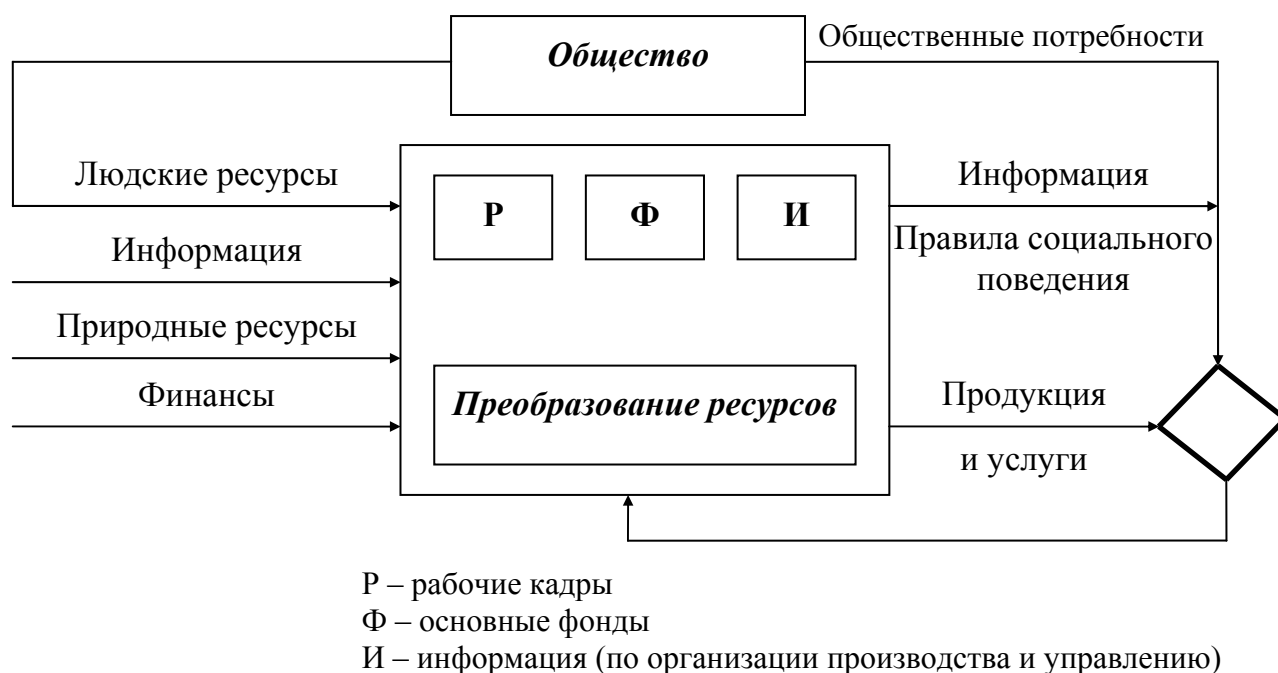 Общество
Общественные потребности
Людские ресурсы
Информация
Природные ресурсы
Финансы
Р
Ф
И
Преобразование ресурсов
Информация
Правила социального
поведения
Продукция
и услуги
Р – рабочие кадры
Ф – основные фонды
И – информация (по организации производства и управлению)